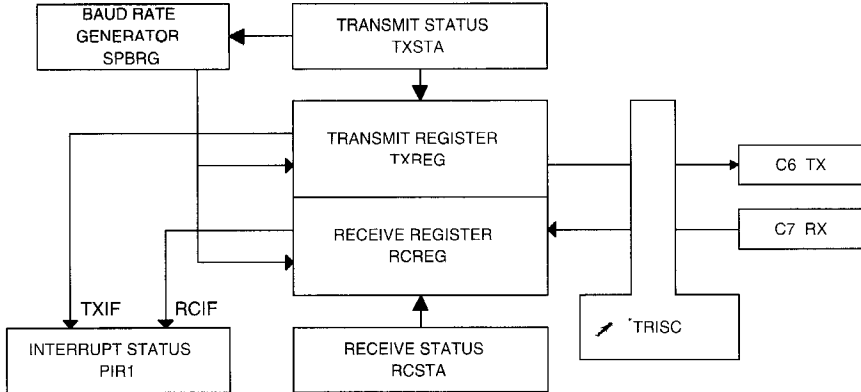 BAUD RATE
GENERATOR
SPBRG
TRANSMIT STATUS
TXSTA
TRANSMIT REGISTER
TXREG
C6 TX
RECEIVE REGISTER
RCREG
C7 RX
TXIF
RCIF
TRISC
INTERRUPT STATUS
PIR1
RECEIVE STATUS
RCSTA